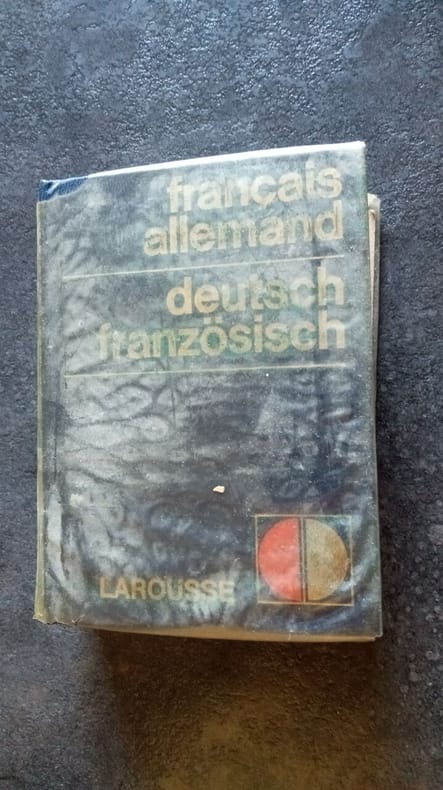 français
allemand
deutsch
französisch
LAROUSSE